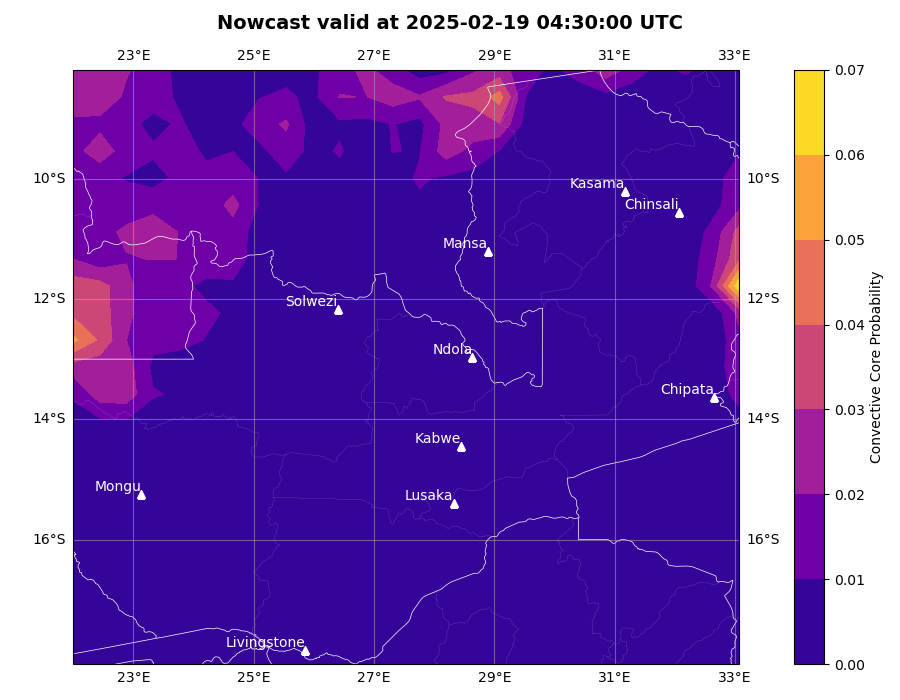 Nowcast valid at 2025-02-19 04:30:00 UTC
23°E 25°E 27°E 29°E 31°E 33°E
0.07
0.06
10°S Kasama 10°S
Chinsali
0.05
Mansa
12°S Solwezi 12°S
0.04
Ndola
Chipata
0.03
14°S 14°S
Kabwe
Mongu Lusaka
0.02
16°S 16°S
0.01
Livingstone
0.00
23°E 25°E 27°E 29°E 31°E 33°E
Convective Core Probability